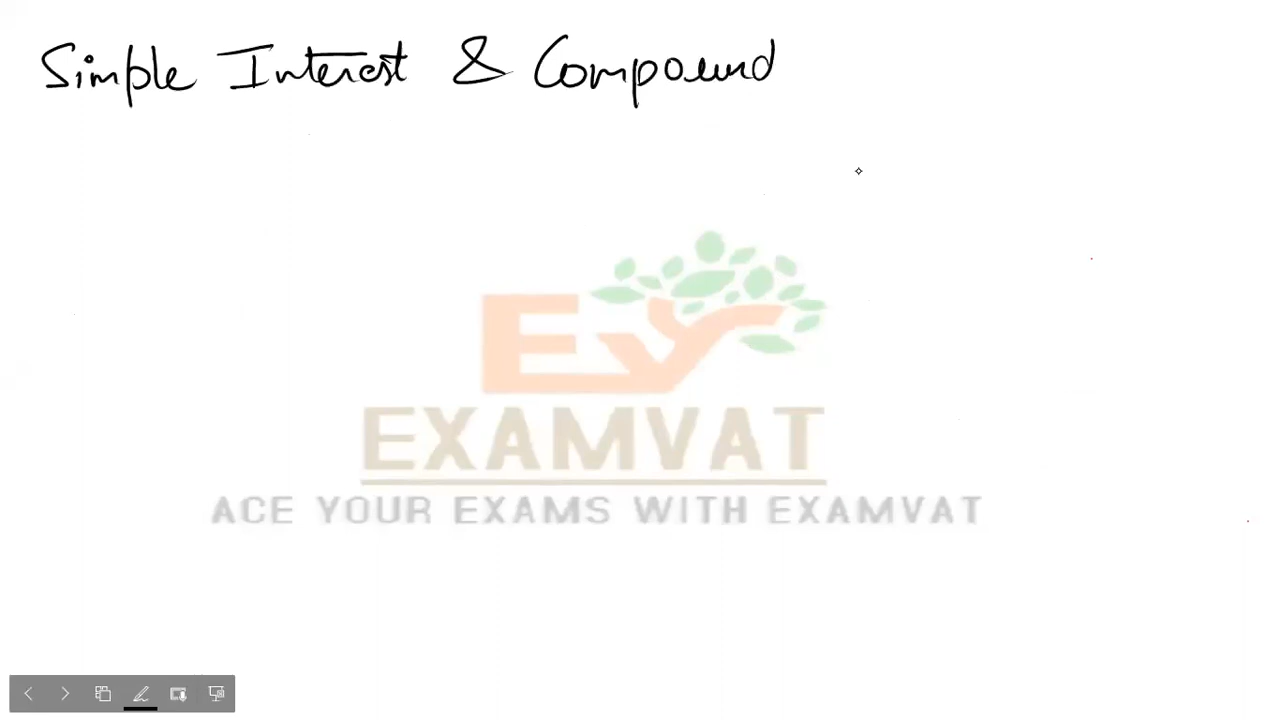 Simple Interest & Compound
EXAMVAT
ACE YOUR EXAMS WITH EXAMVAT